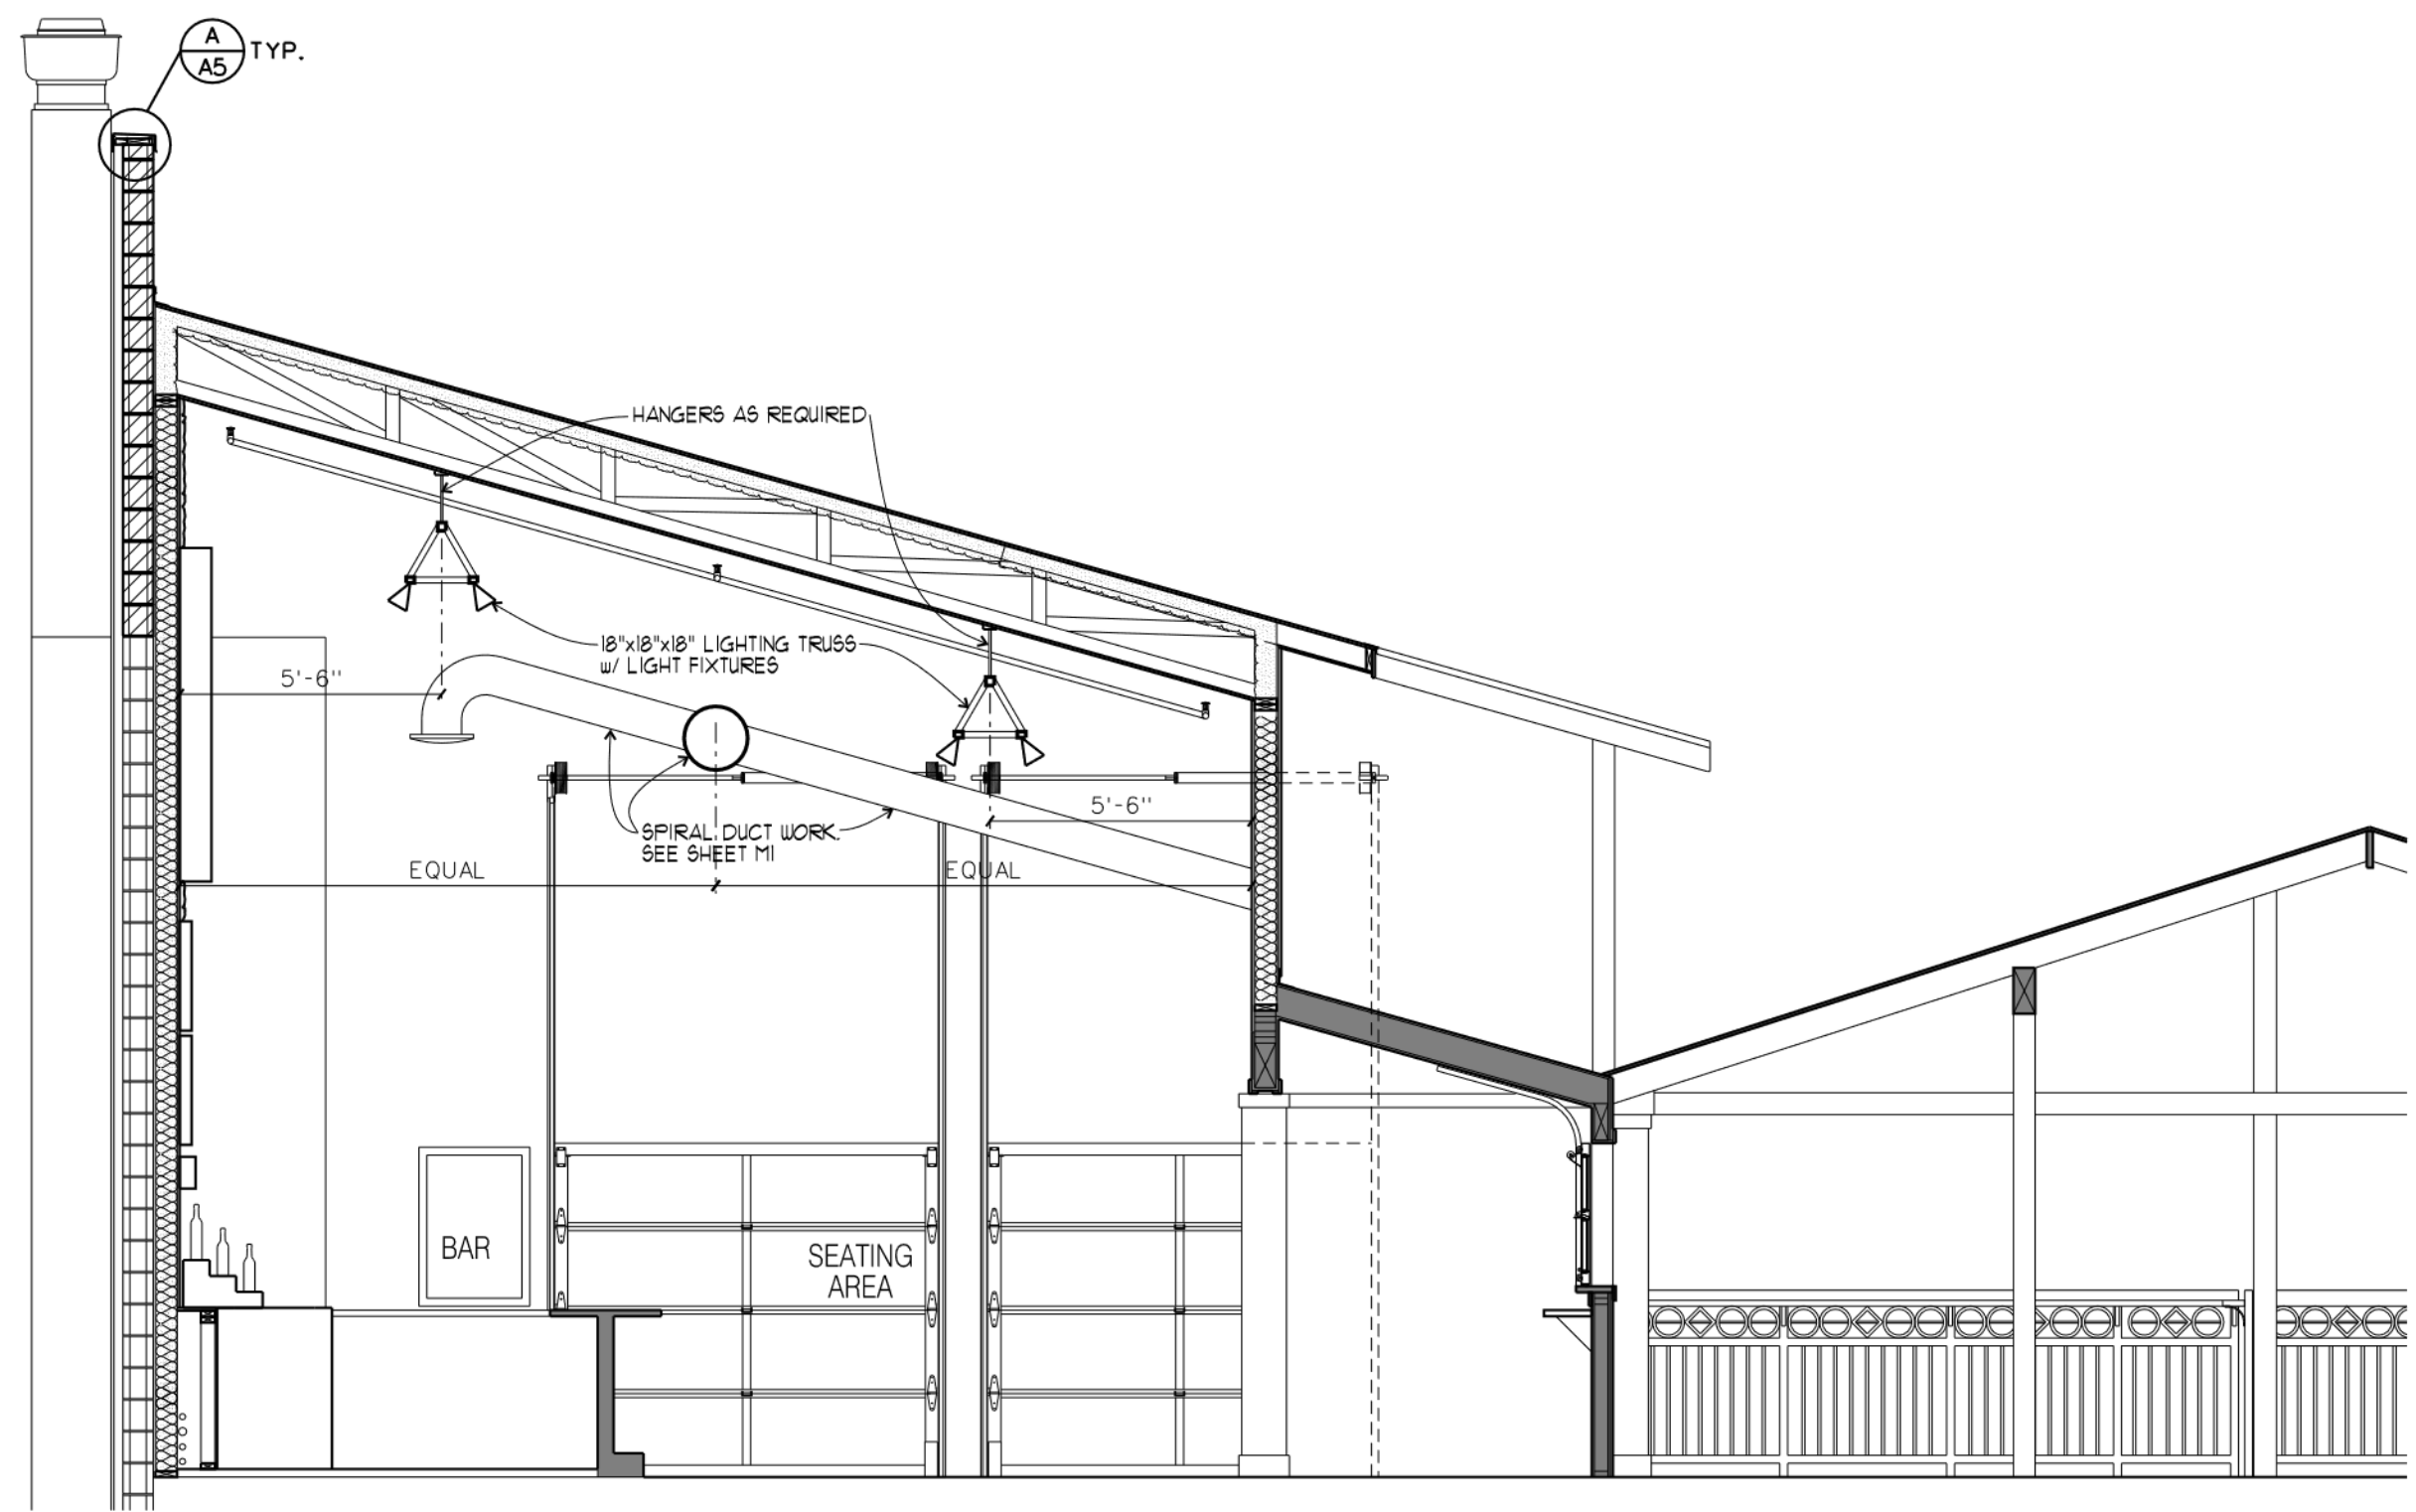 A
A5
TYP.
HANGERS AS REQUIRED
18"x18"x18" LIGHTING TRUSS
w/ LIGHT FIXTURES
5'-6"
5'-6"
SPIRAL DUCT WORK.
SEE SHEET M1
EQUAL
EQUAL
BAR
SEATING
AREA